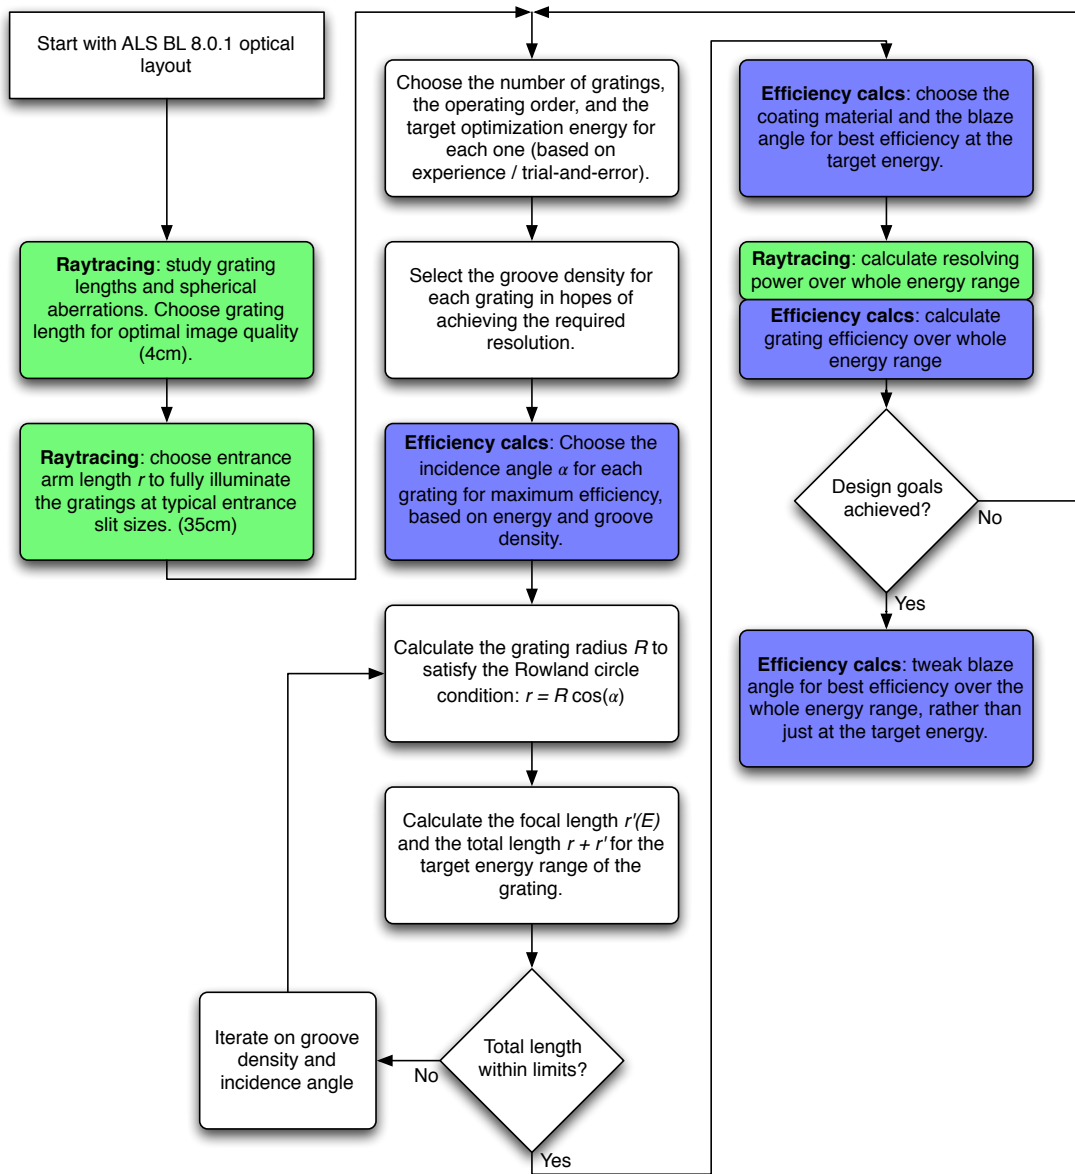 Start with ALS BL 8.0.1 optical
layout
Raytracing: study grating
lengths and spherical
aberrations. Choose grating
length for optimal image quality
(4cm).
Raytracing: choose entrance
arm length r to fully illuminate
the gratings at typical entrance
slit sizes. (35cm)
Choose the number of gratings,
the operating order, and the
target optimization energy for
each one (based on
experience / trial-and-error).
Select the groove density for
each grating in hopes of
achieving the required
resolution.
Efficiency calcs: Choose the
incidence angle α for each
grating for maximum efficiency,
based on energy and groove
density.
Calculate the grating radius R to
satisfy the Rowland circle
condition: r = R cos(α)
Calculate the focal length r'(E)
and the total length r + r' for the
target energy range of the
grating.
Total length
within limits?
No
Iterate on groove
density and
incidence angle
Yes
Efficiency calcs: choose the
coating material and the blaze
angle for best efficiency at the
target energy.
Raytracing: calculate resolving
power over whole energy range
Efficiency calcs: calculate
grating efficiency over whole
energy range
Design goals
achieved?
No
Yes
Efficiency calcs: tweak blaze
angle for best efficiency over the
whole energy range, rather than
just at the target energy.